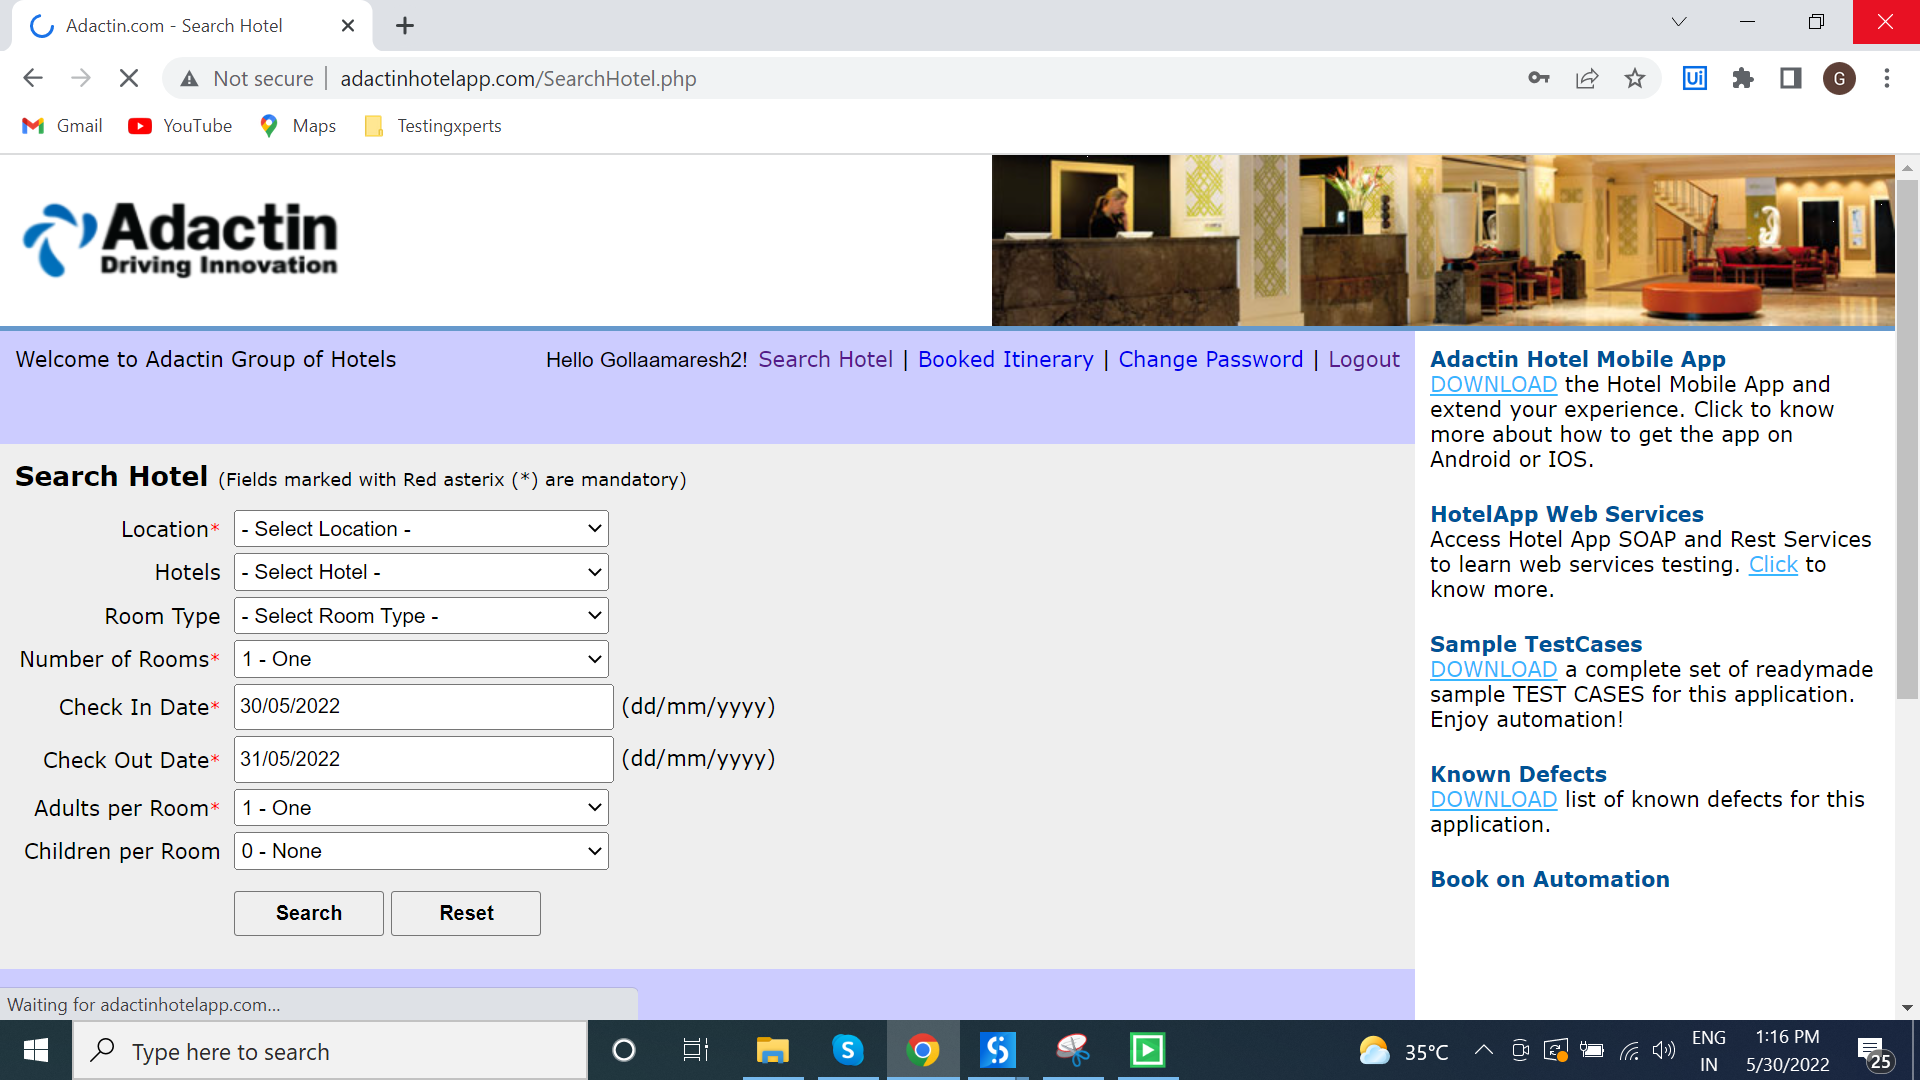 Adactin.com - Search Hotel
Not secure | adactinhotelapp.com/SearchHotel.php
Ui
G
Gmail YouTube Maps Testingxperts
Adactin
Driving Innovation
Welcome to Adactin Group of Hotels
Hello Gollaamaresh2! Search Hotel | Booked Itinerary | Change Password | Logout
Search Hotel (Fields marked with Red asterix (*) are mandatory)
Location* - Select Location -
Hotels - Select Hotel -
Room Type - Select Room Type -
Number of Rooms* 1 - One
Check In Date* 30/05/2022 (dd/mm/yyyy)
Check Out Date* 31/05/2022 (dd/mm/yyyy)
Adults per Room* 1 - One
Children per Room 0 - None
Search Reset
Adactin Hotel Mobile App
DOWNLOAD the Hotel Mobile App and
extend your experience. Click to know
more about how to get the app on
Android or IOS.
HotelApp Web Services
Access Hotel App SOAP and Rest Services
to learn web services testing. Click to
know more.
Sample TestCases
DOWNLOAD a complete set of readymade
sample TEST CASES for this application.
Enjoy automation!
Known Defects
DOWNLOAD list of known defects for this
application.
Book on Automation
Waiting for adactinhotelapp.com...
Type here to search
S
35°C
ENG
IN
1:16 PM
5/30/2022
25